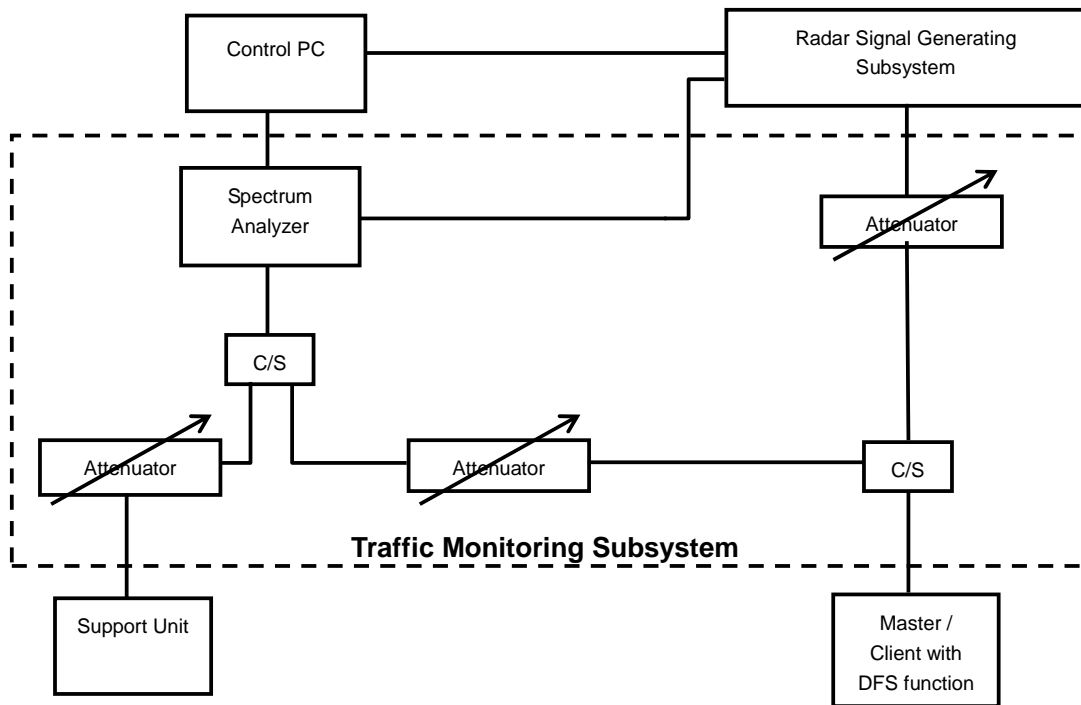 Control PC
Radar Signal Generating
Subsystem
Spectrum
Analyzer
Attenuator
C/S
Attenuator
Attenuator
C/S
Traffic Monitoring Subsystem
Support Unit
Master /
Client with
DFS function